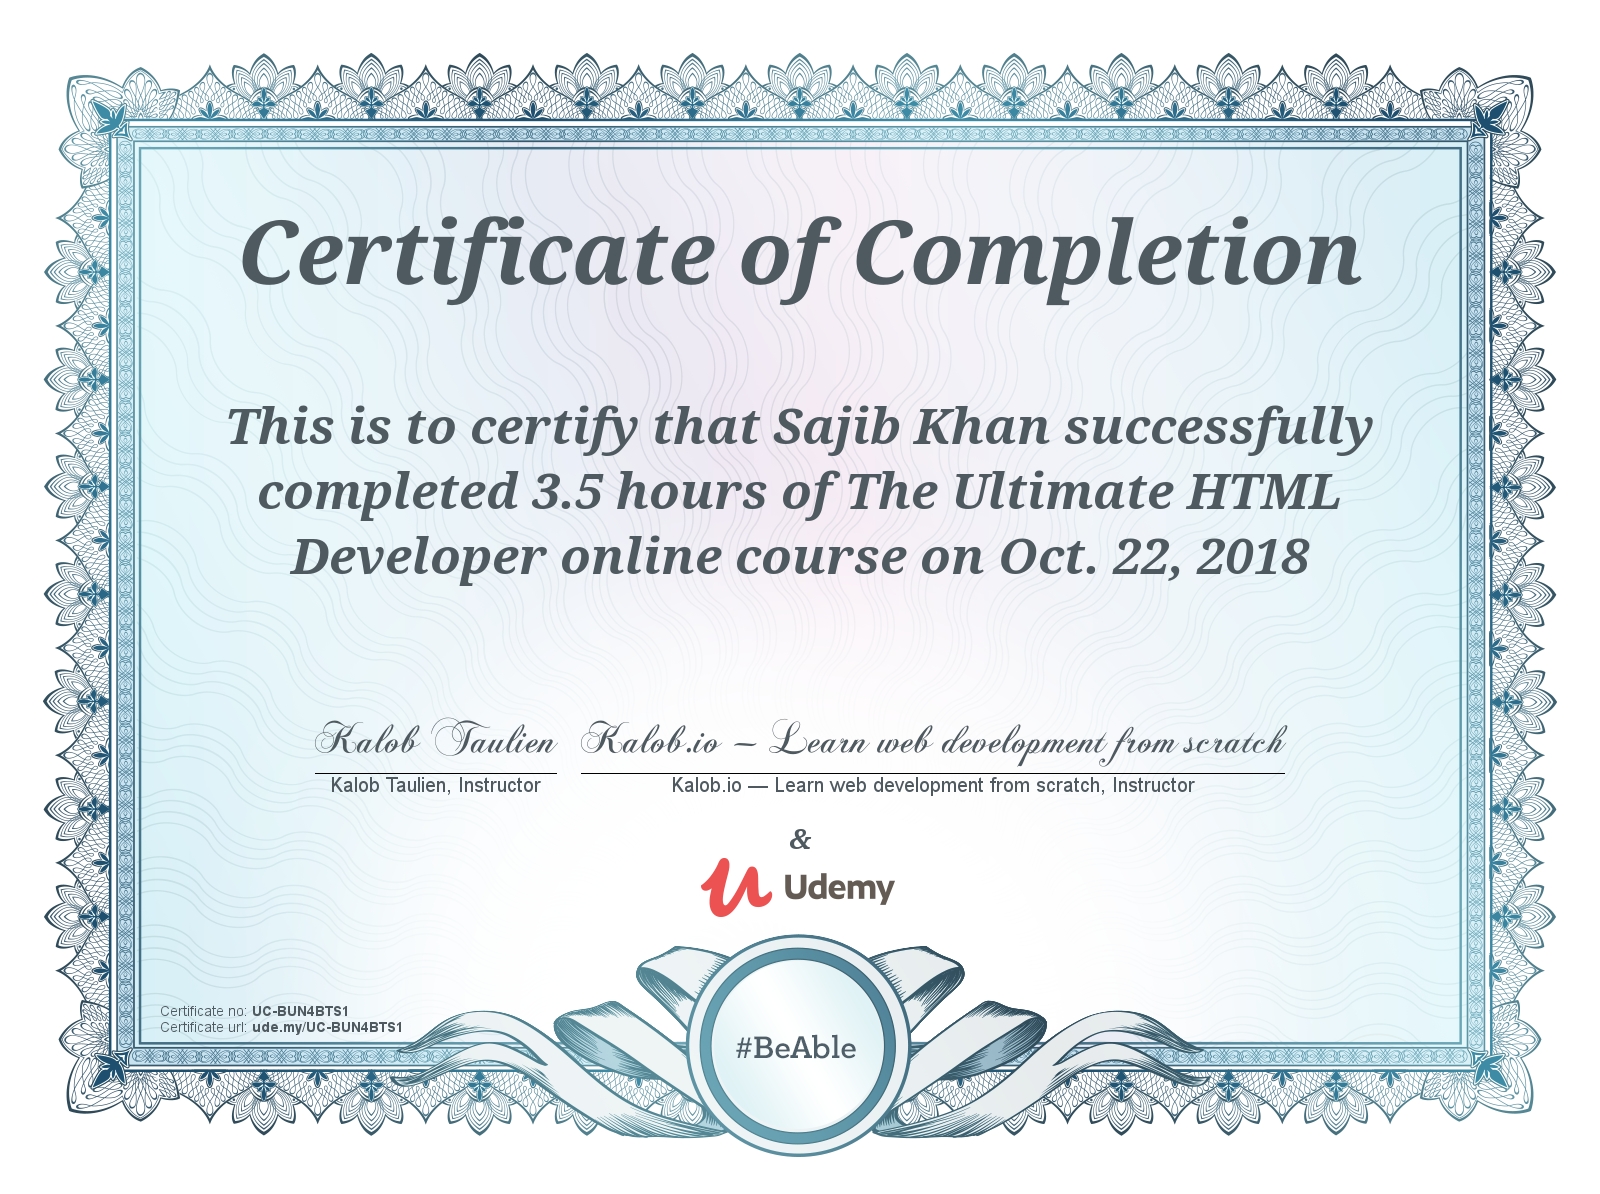 Certificate of Completion
This is to certify that Sajib Khan successfully
completed 3.5 hours of The Ultimate HTML
Developer online course on Oct. 22, 2018
Kalob Taulien
Kalob Taulien, Instructor
Kalob.io — Learn web development from scratch
Kalob.io — Learn web development from scratch, Instructor
&
Udemy
Certificate no: UC-BUN4BTS1
Certificate url: ude.my/UC-BUN4BTS1
#BeAble